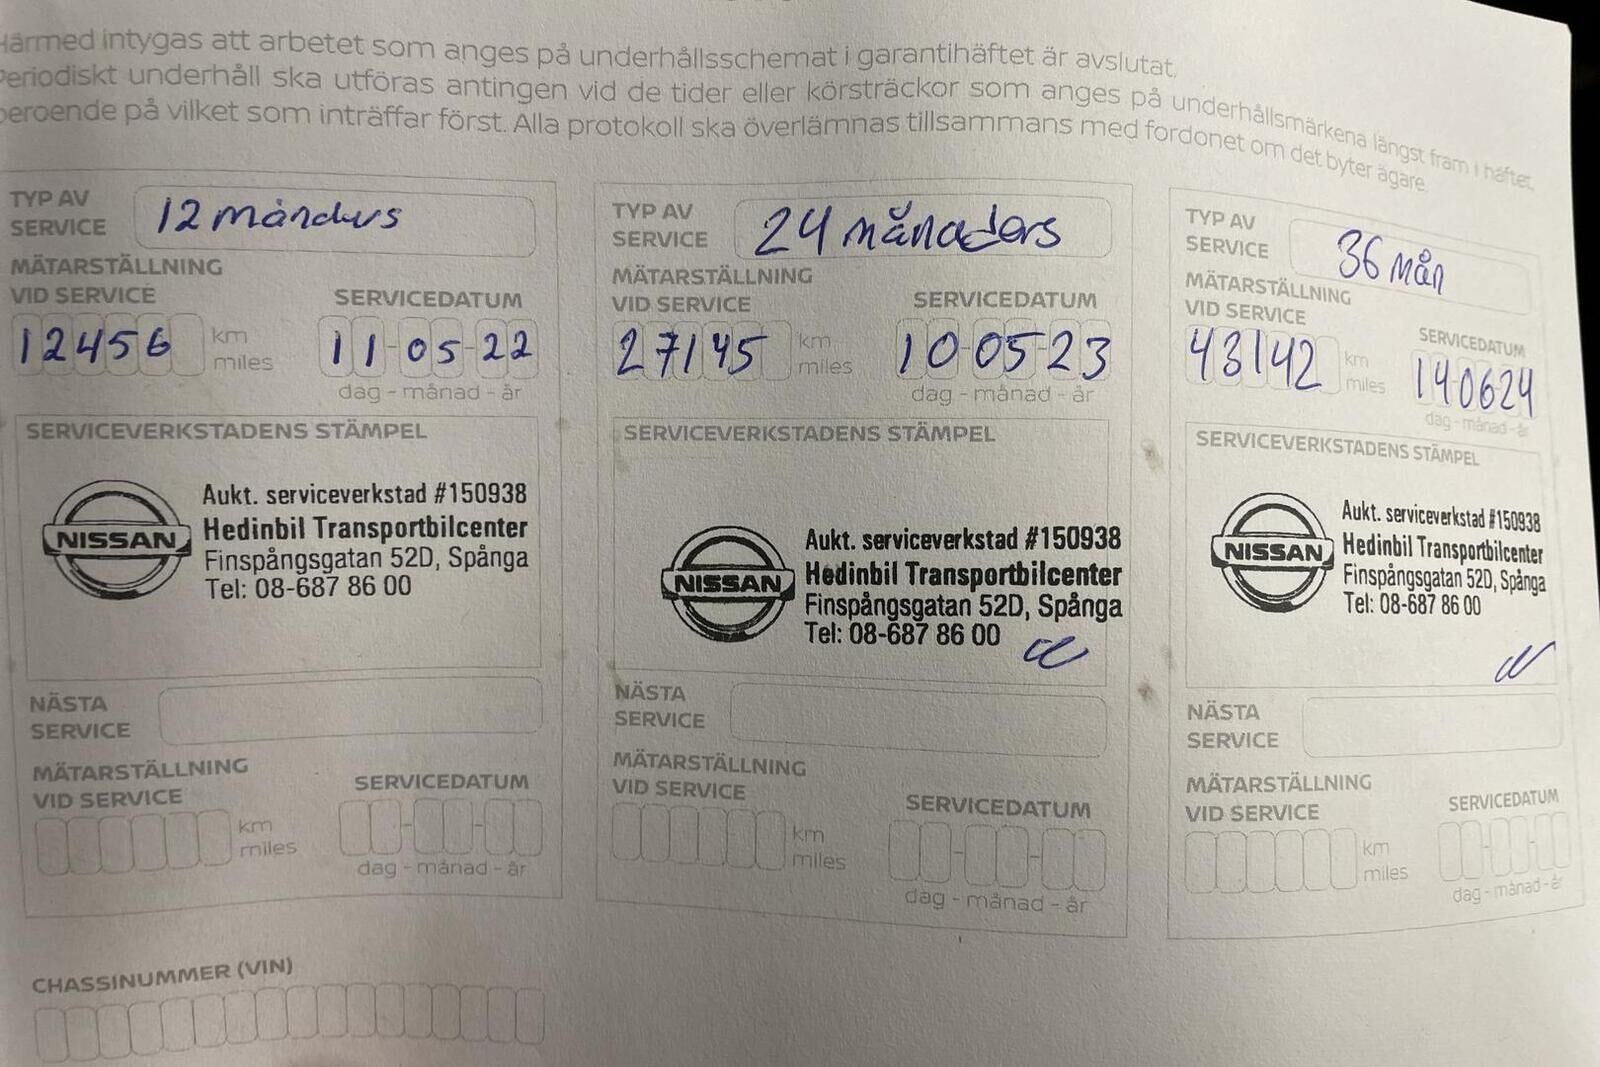 Härmed intygas att arbetet som anges på underhållsschemat i garantihäftet är avslutat.
Periodiskt underhåll ska utföras antingen vid de tider eller körsträckor som anges på underhållsmärkena längst fram i häftet,
beroende på vilket som inträffar först. Alla protokoll ska överlämnas tillsammans med fordonet om det byter ägare.
TYP AV
SERVICE
12 månaders
MÄTARSTÄLLNING
VID SERVICE
SERVICEDATUM
12456
km
miles
11-05-22
dag - månad - år
SERVICEVERKSTADENS STÄMPEL
NISSAN
Aukt. serviceverkstad #150938
Hedinbil Transportbilcenter
Finspångsgatan 52D, Spånga
Tel: 08-687 86 00
NÄSTA
SERVICE
MÄTARSTÄLLNING
VID SERVICE
SERVICEDATUM
km
miles
dag - månad - år
TYP AV
SERVICE
24 månaders
MÄTARSTÄLLNING
VID SERVICE
SERVICEDATUM
27145
km
miles
10-05-23
dag - månad - år
SERVICEVERKSTADENS STÄMPEL
NISSAN
Aukt. serviceverkstad #150938
Hedinbil Transportbilcenter
Finspångsgatan 52D, Spånga
Tel: 08-687 86 00
NÄSTA
SERVICE
MÄTARSTÄLLNING
VID SERVICE
SERVICEDATUM
km
miles
dag - månad - år
TYP AV
SERVICE
36 mån
MÄTARSTÄLLNING
VID SERVICE
SERVICEDATUM
43142
km
miles
140624
dag - månad - år
SERVICEVERKSTADENS STÄMPEL
NISSAN
Aukt. serviceverkstad #150938
Hedinbil Transportbilcenter
Finspångsgatan 52D, Spånga
Tel: 08-687 86 00
NÄSTA
SERVICE
MÄTARSTÄLLNING
VID SERVICE
SERVICEDATUM
km
miles
dag - månad - år
CHASSINUMMER (VIN)